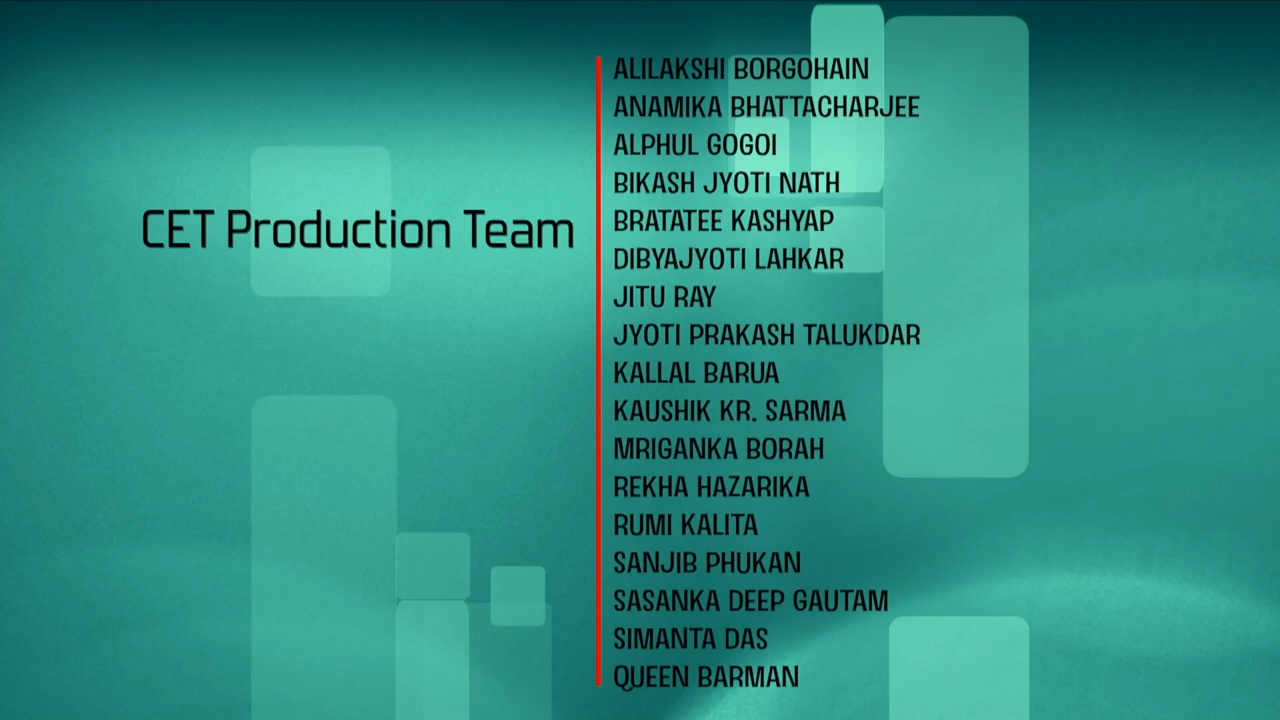 CET Production Team
ALILAKSHI BORGOHAIN
ANAMIKA BHATTACHARJEE
ALPHUL GOGOI
BIKASH JYOTI NATH
BRATATEE KASHYAP
DIBYAJYOTI LAHKAR
JITU RAY
JYOTI PRAKASH TALUKDAR
KALLAL BARUA
KAUSHIK KR. SARMA
MRIGANKA BORAH
REKHA HAZARIKA
RUMI KALITA
SANJIB PHUKAN
SASANKA DEEP GAUTAM
SIMANTA DAS
QUEEN BARMAN